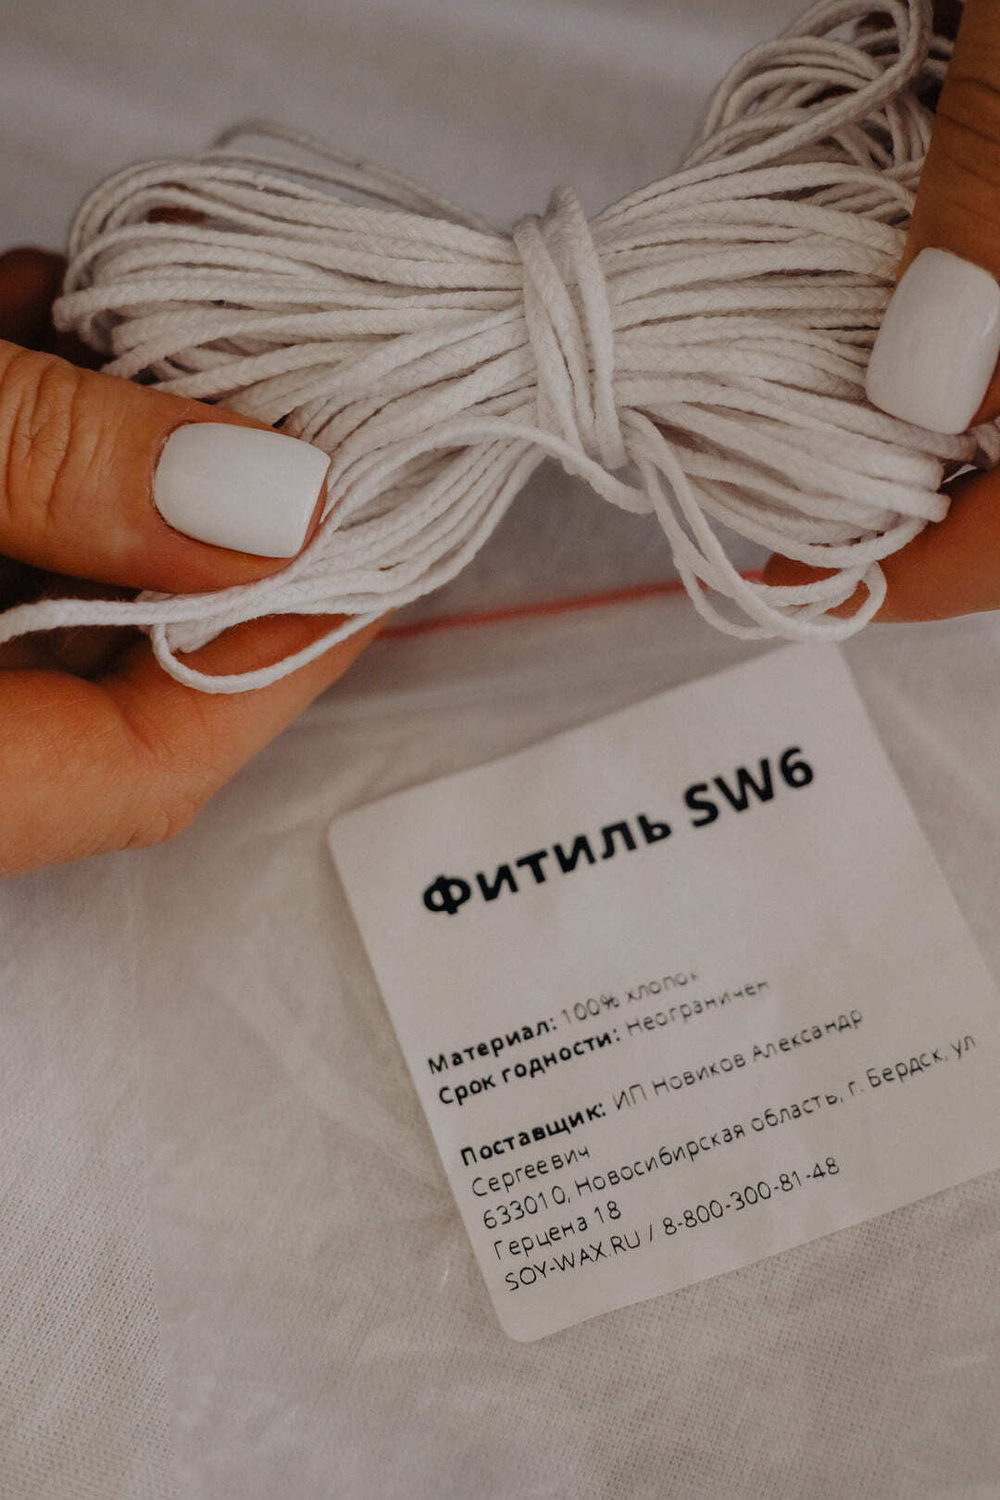 Фитиль SW6
Материал: 100% хлопок
Срок годности: Неограничен
Поставщик: ИП Новиков Александр
Сергеевич
633010, Новосибирская область, г. Бердск, ул
Герцена 18
SOY-WAX.RU / 8-800-300-81-48